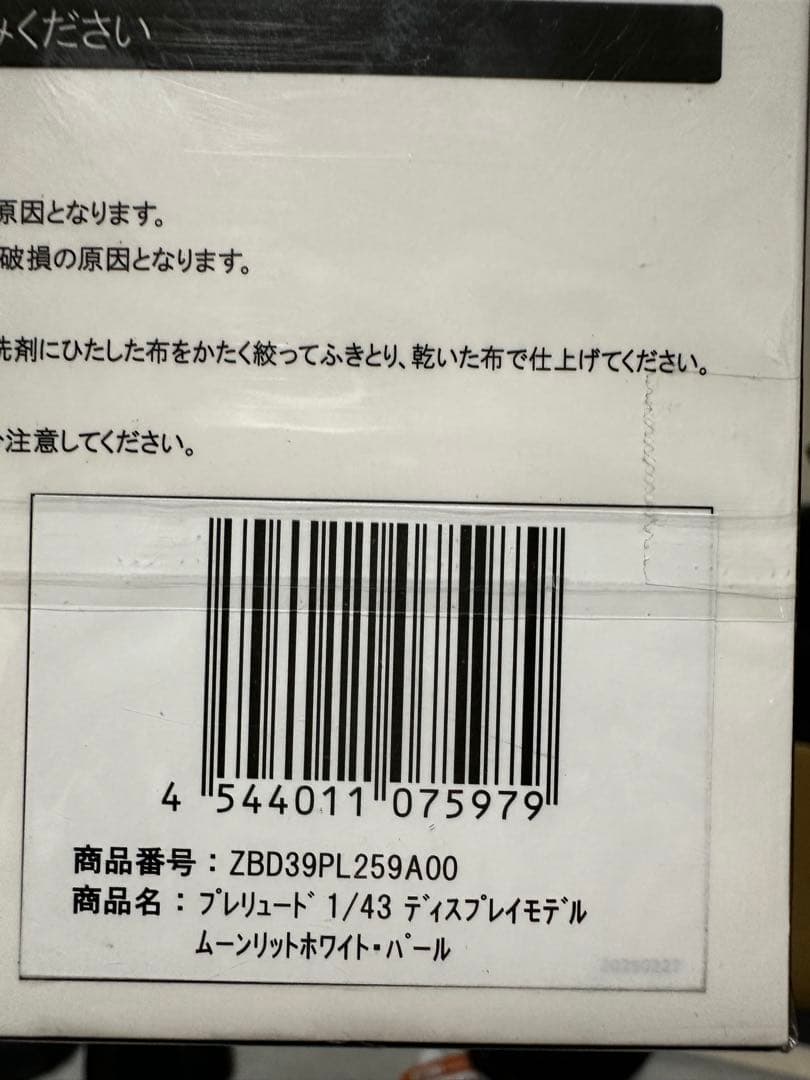 みください
原因となります。
破損の原因となります。
洗剤にひたした布をかたく絞ってふきとり、乾いた布で仕上げてください。
注意してください。
4 544011 075979
商品番号：ZBD39PL259A00
商品名：プレリュード 1/43 ディスプレイモデル
ムーンリットホワイト・パール